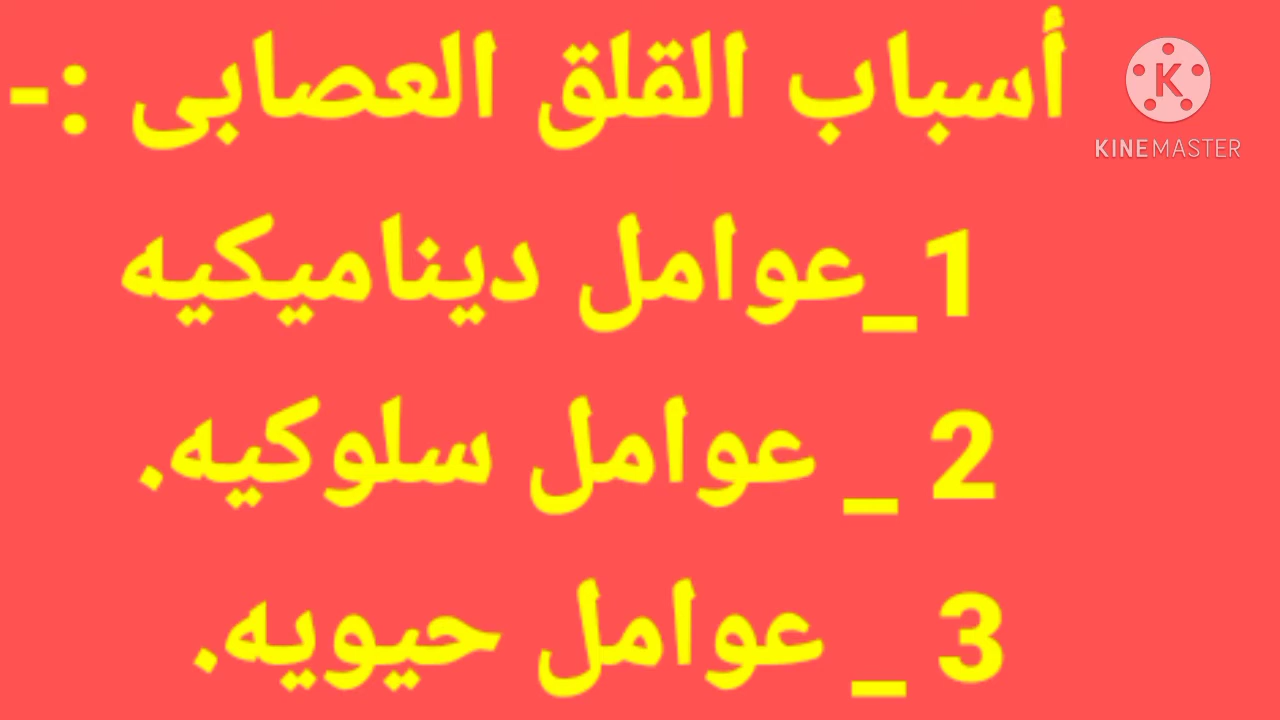 أسباب القلق العصابى :-
KINEMASTER
1_عوامل ديناميكيه
2 _ عوامل سلوكيه.
3 _ عوامل حيويه.